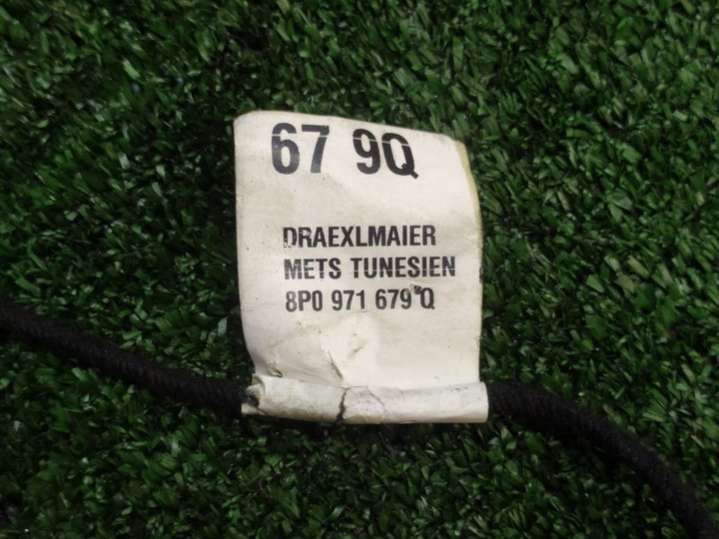 67 9Q
DRAEXLMAIER
METS TUNESIEN
8P0 971 679 Q